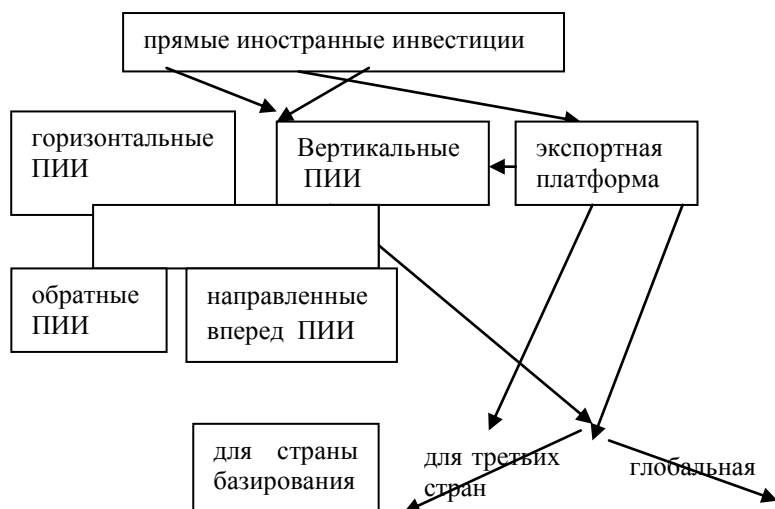 прямые иностранные инвестиции
горизонтальные
ПИИ
Вертикальные
ПИИ
экспортная
платформа
обратные
ПИИ
направленные
вперед ПИИ
для страны
базирования
для третьих
стран
глобальная